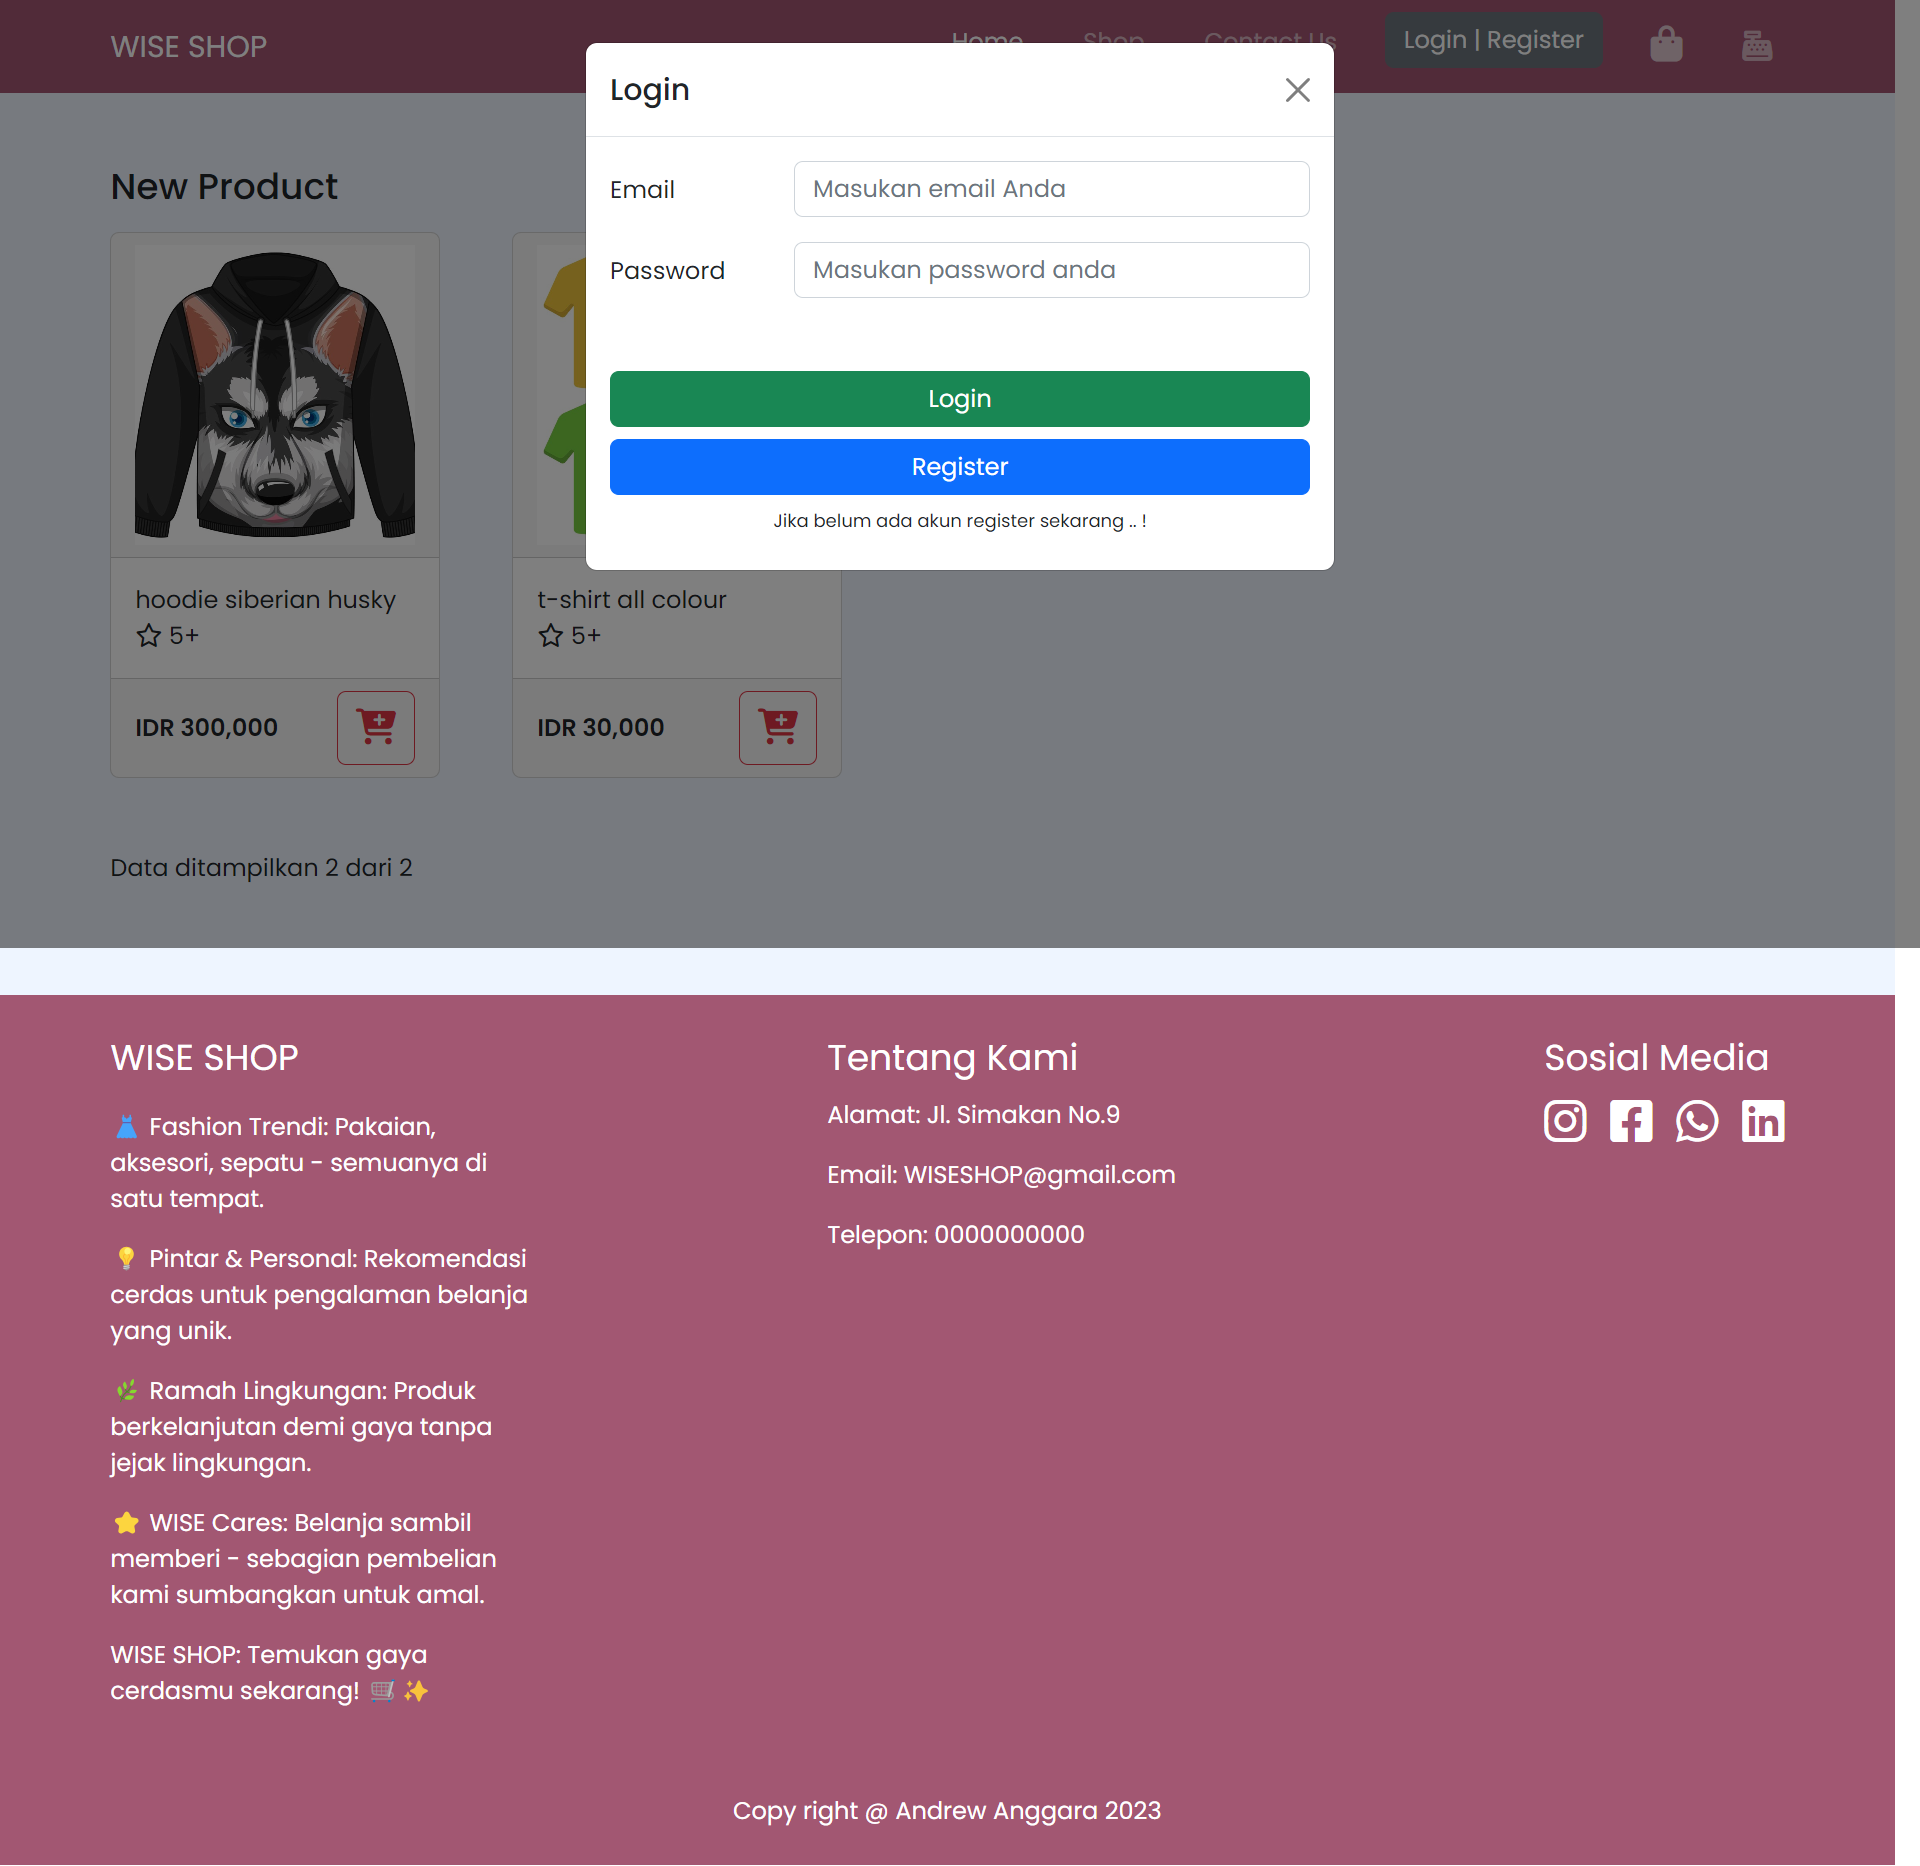 WISE SHOP
Home
Shop
Contact Us
Login | Register
Login
Email
Masukan email Anda
Password
Masukan password anda
Login
Register
Jika belum ada akun register sekarang .. !
New Product
hoodie siberian husky
5+
IDR 300,000
t-shirt all colour
5+
IDR 30,000
Data ditampilkan 2 dari 2
WISE SHOP
Fashion Trendi: Pakaian,
aksesori, sepatu - semuanya di
satu tempat.
Pintar & Personal: Rekomendasi
cerdas untuk pengalaman belanja
yang unik.
Ramah Lingkungan: Produk
berkelanjutan demi gaya tanpa
jejak lingkungan.
WISE Cares: Belanja sambil
memberi - sebagian pembelian
kami sumbangkan untuk amal.
WISE SHOP: Temukan gaya
cerdasmu sekarang!
Tentang Kami
Alamat: Jl. Simakan No.9
Email: WISESHOP@gmail.com
Telepon: 0000000000
Sosial Media
Copy right @ Andrew Anggara 2023